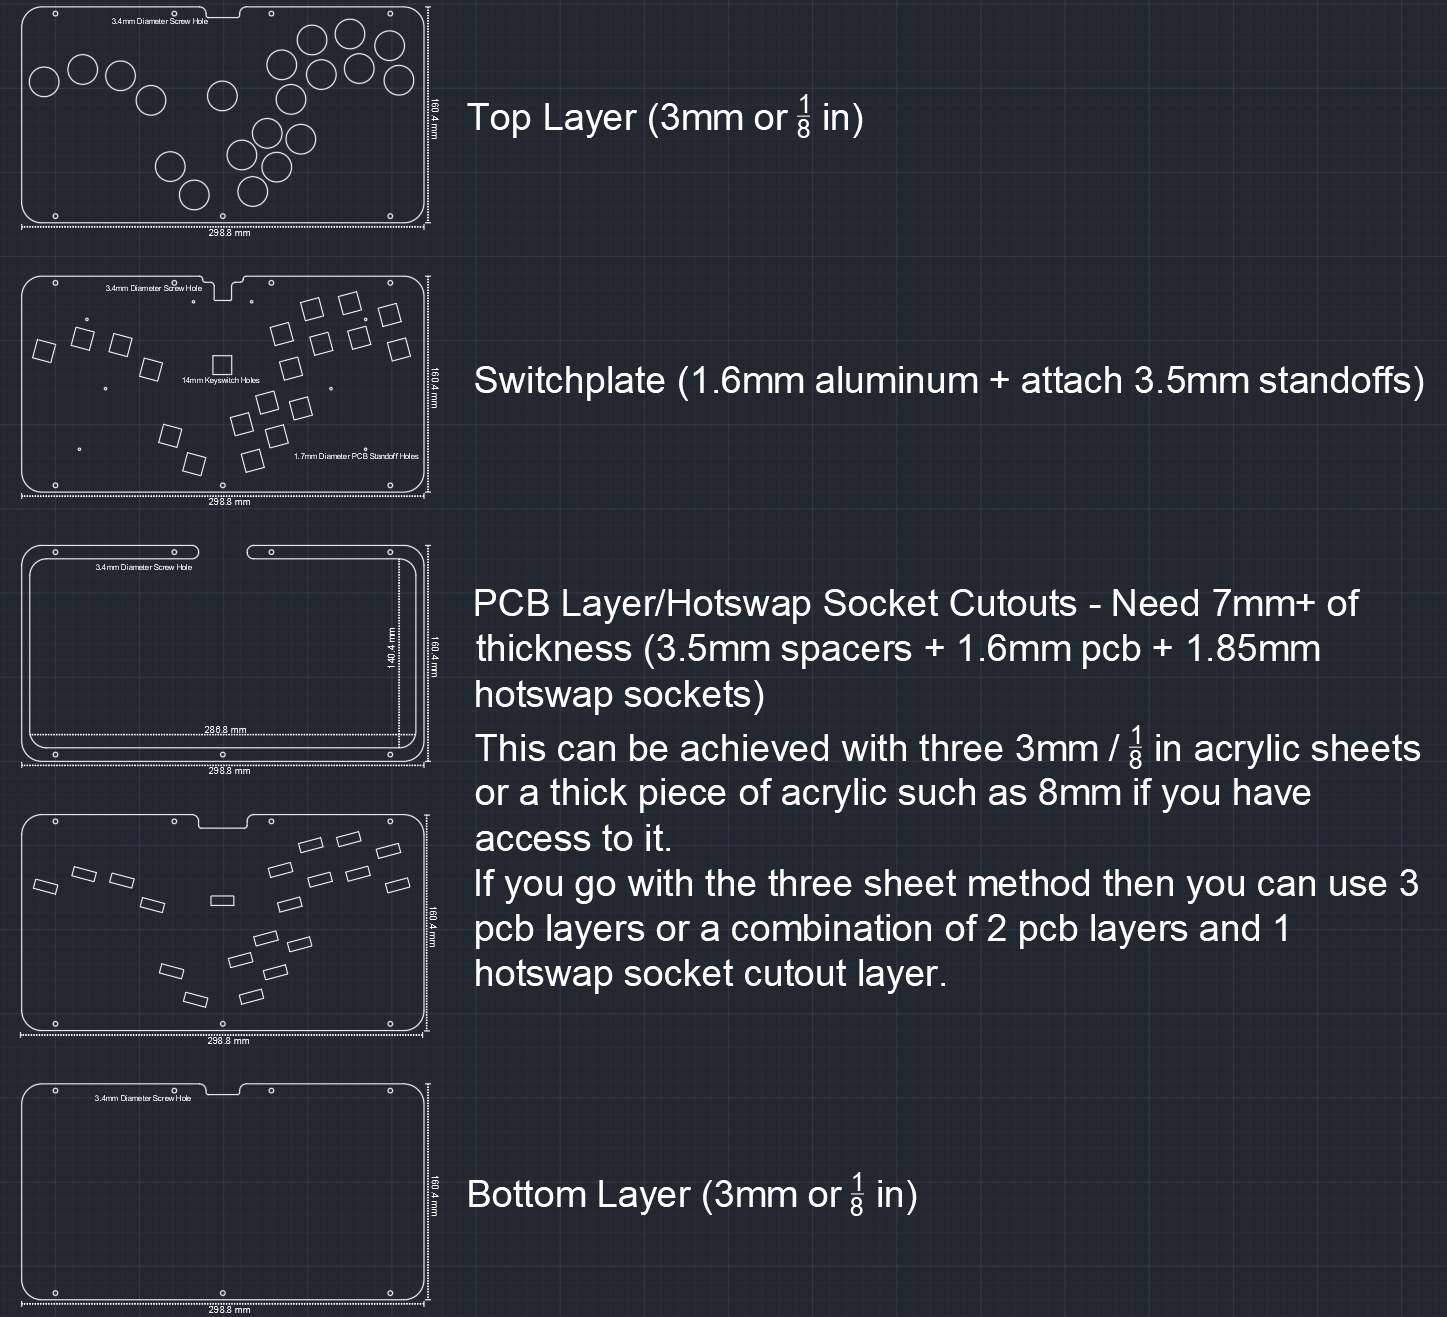 3.4mm Diameter Screw Hole
160.4 mm
298.8 mm
Top Layer (3mm or 1/8 in)
3.4mm Diameter Screw Hole
14mm Keyswitch Holes
1.7mm Diameter PCB Standoff Holes
160.4 mm
298.8 mm
Switchplate (1.6mm aluminum + attach 3.5mm standoffs)
3.4mm Diameter Screw Hole
140.4 mm
160.4 mm
286.8 mm
298.8 mm
PCB Layer/Hotswap Socket Cutouts - Need 7mm+ of
thickness (3.5mm spacers + 1.6mm pcb + 1.85mm
hotswap sockets)
This can be achieved with three 3mm / 1/8 in acrylic sheets
or a thick piece of acrylic such as 8mm if you have
access to it.
If you go with the three sheet method then you can use 3
pcb layers or a combination of 2 pcb layers and 1
hotswap socket cutout layer.
160.4 mm
298.8 mm
3.4mm Diameter Screw Hole
160.4 mm
298.8 mm
Bottom Layer (3mm or 1/8 in)